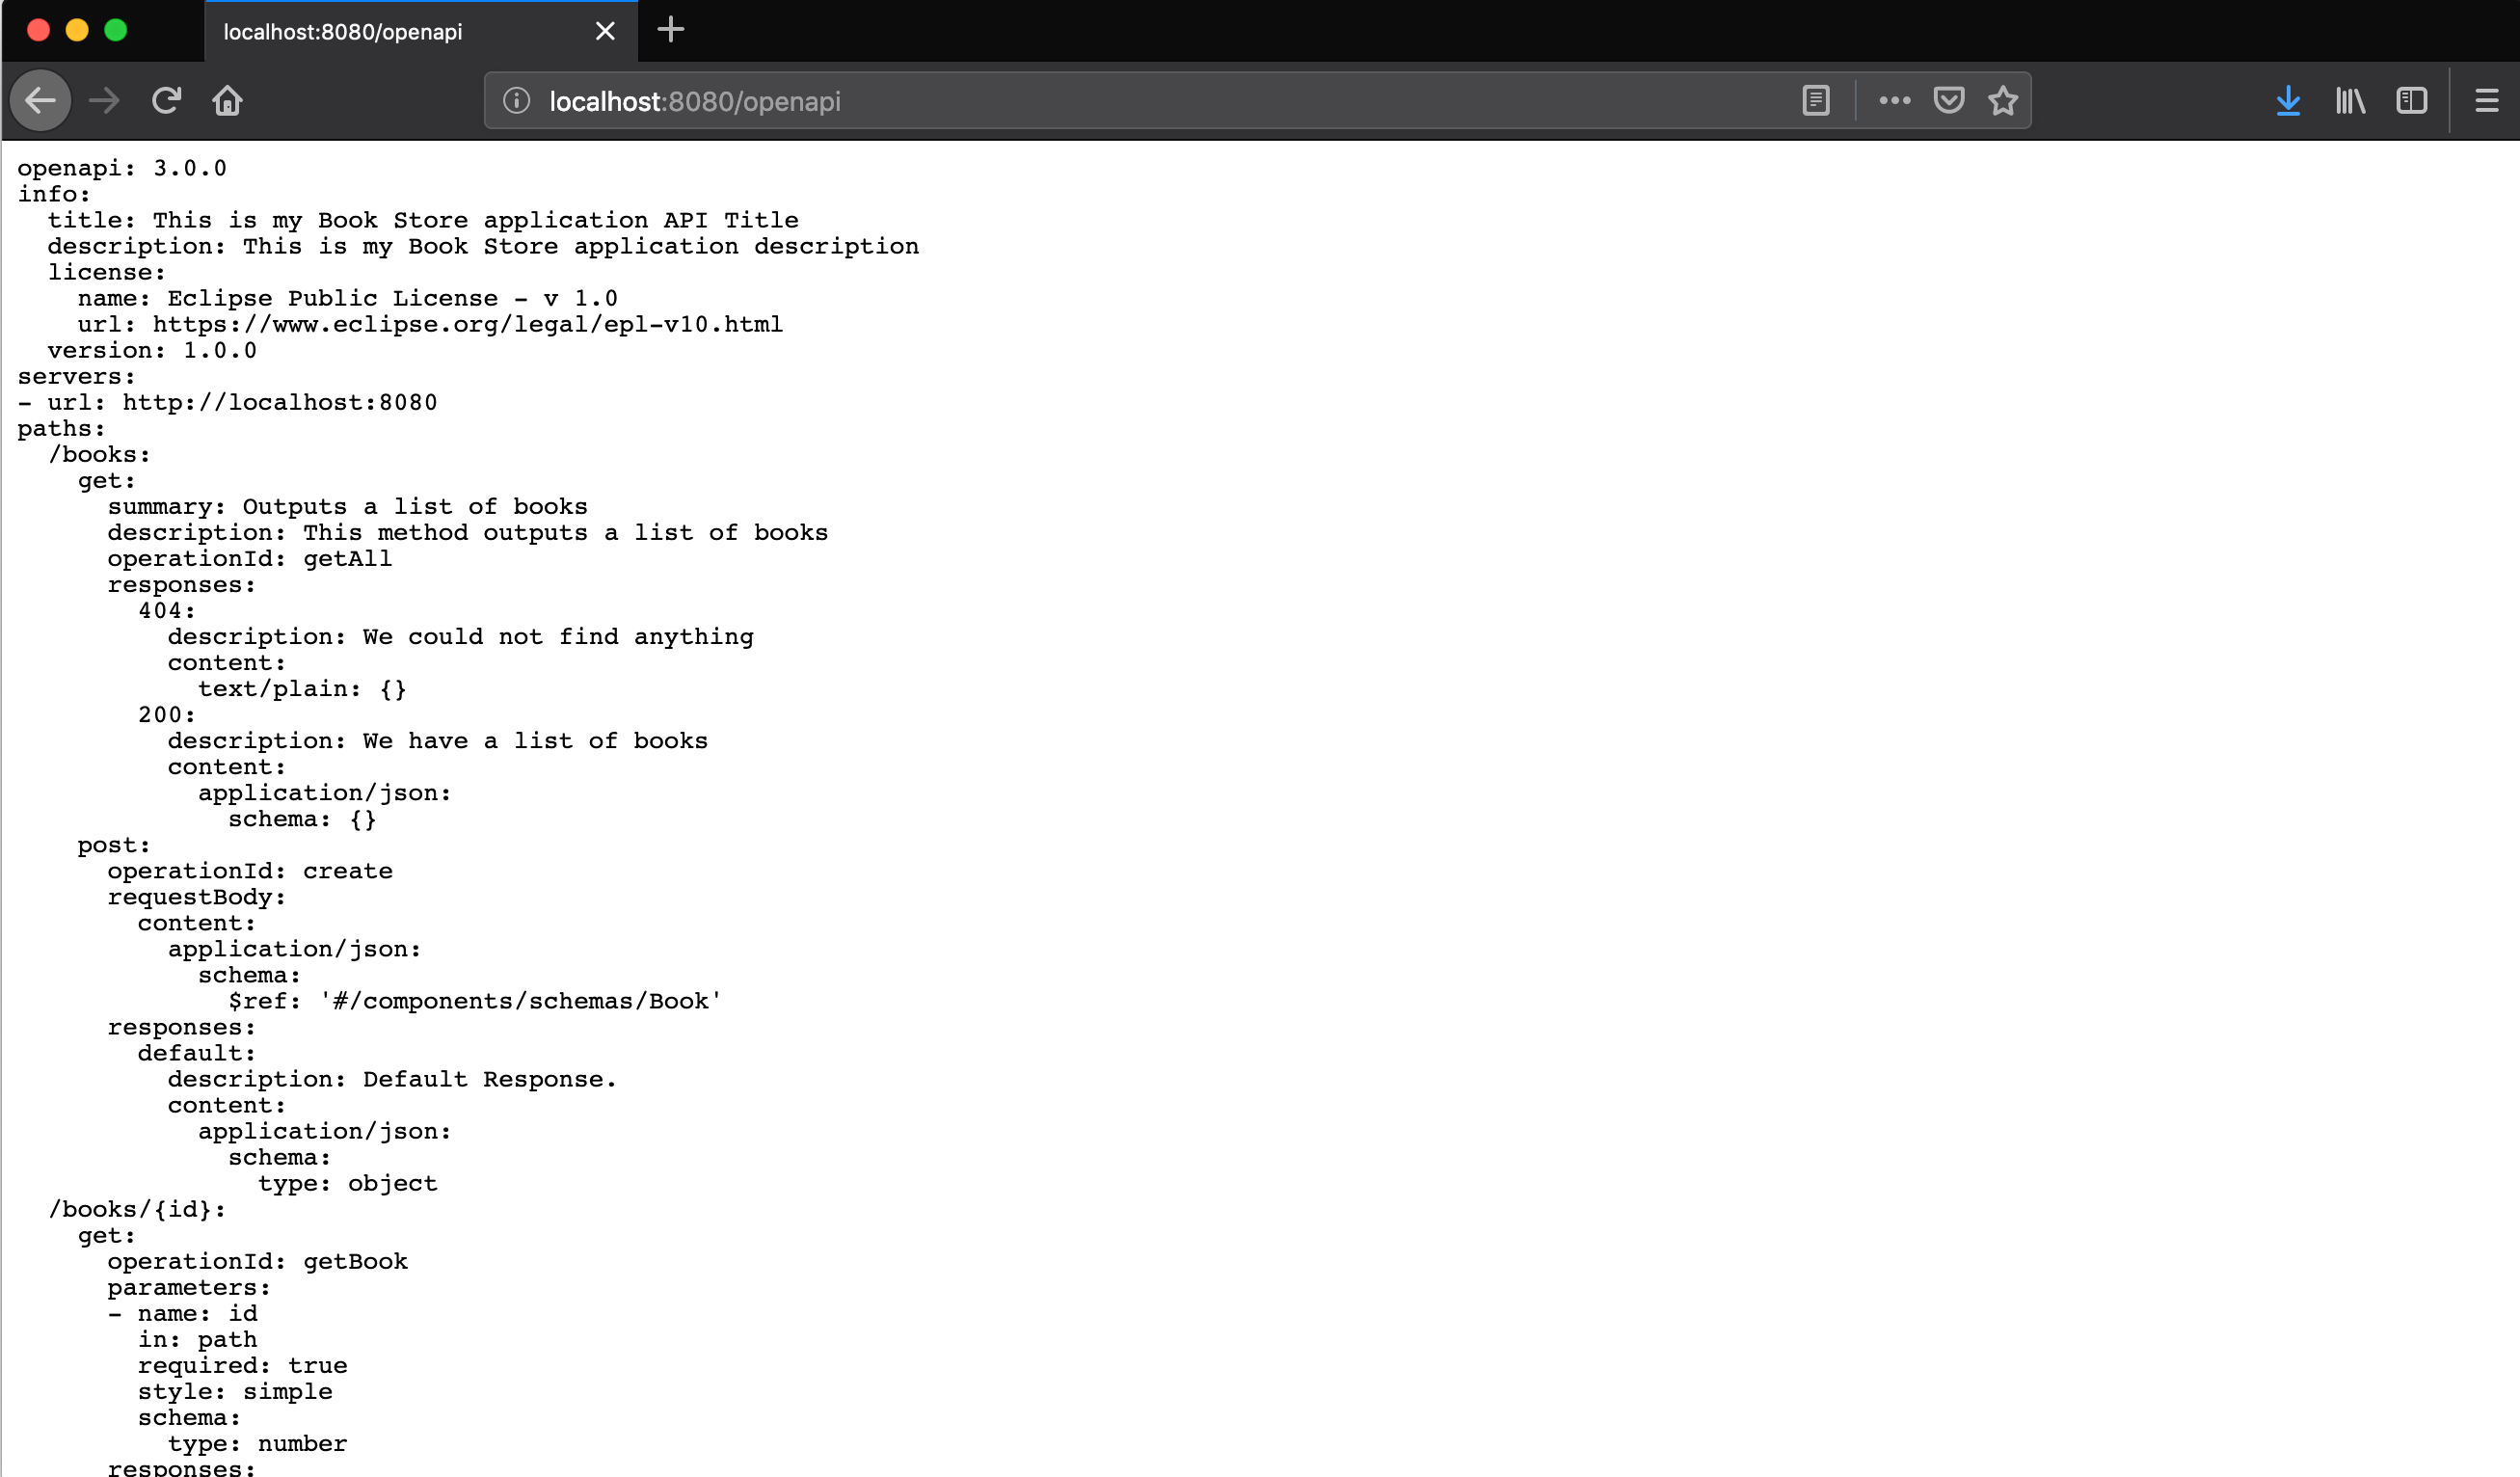 localhost:8080/openapi
localhost:8080/openapi
openapi: 3.0.0
info:
  title: This is my Book Store application API Title
  description: This is my Book Store application description
  license:
    name: Eclipse Public License - v 1.0
    url: https://www.eclipse.org/legal/epl-v10.html
  version: 1.0.0
servers:
- url: http://localhost:8080
paths:
  /books:
    get:
      summary: Outputs a list of books
      description: This method outputs a list of books
      operationId: getAll
      responses:
        404:
          description: We could not find anything
          content:
            text/plain: {}
        200:
          description: We have a list of books
          content:
            application/json:
              schema: {}
    post:
      operationId: create
      requestBody:
        content:
          application/json:
            schema:
              $ref: '#/components/schemas/Book'
      responses:
        default:
          description: Default Response.
          content:
            application/json:
              schema:
                type: object
  /books/{id}:
    get:
      operationId: getBook
      parameters:
      - name: id
        in: path
        required: true
        style: simple
        schema:
          type: number
      responses: